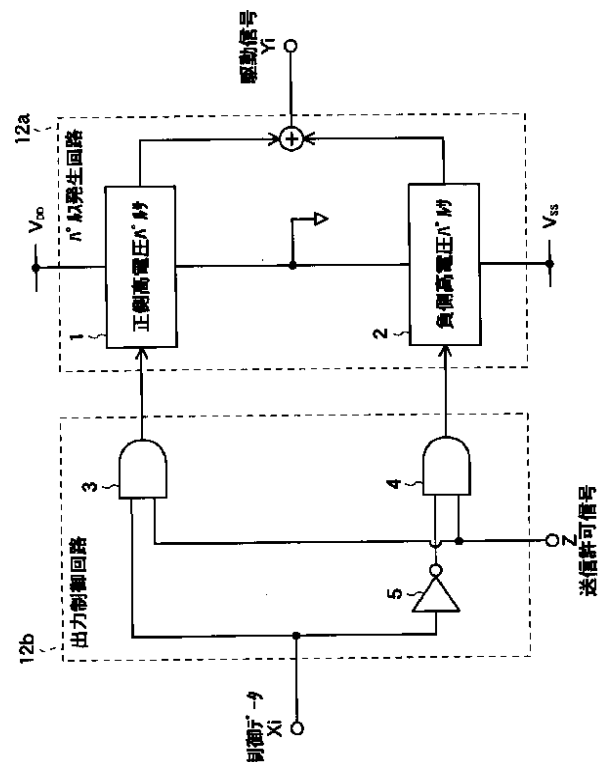 12b
出力制御回路
制御ﾃﾞｰﾀ
Xi
3
4
5
Z
送信許可信号
12a
ﾊﾟﾙｽ発生回路
V_DD
1
正側高電圧ﾊﾟﾙｻ
2
負側高電圧ﾊﾟﾙｻ
V_SS
+
駆動信号
Yi